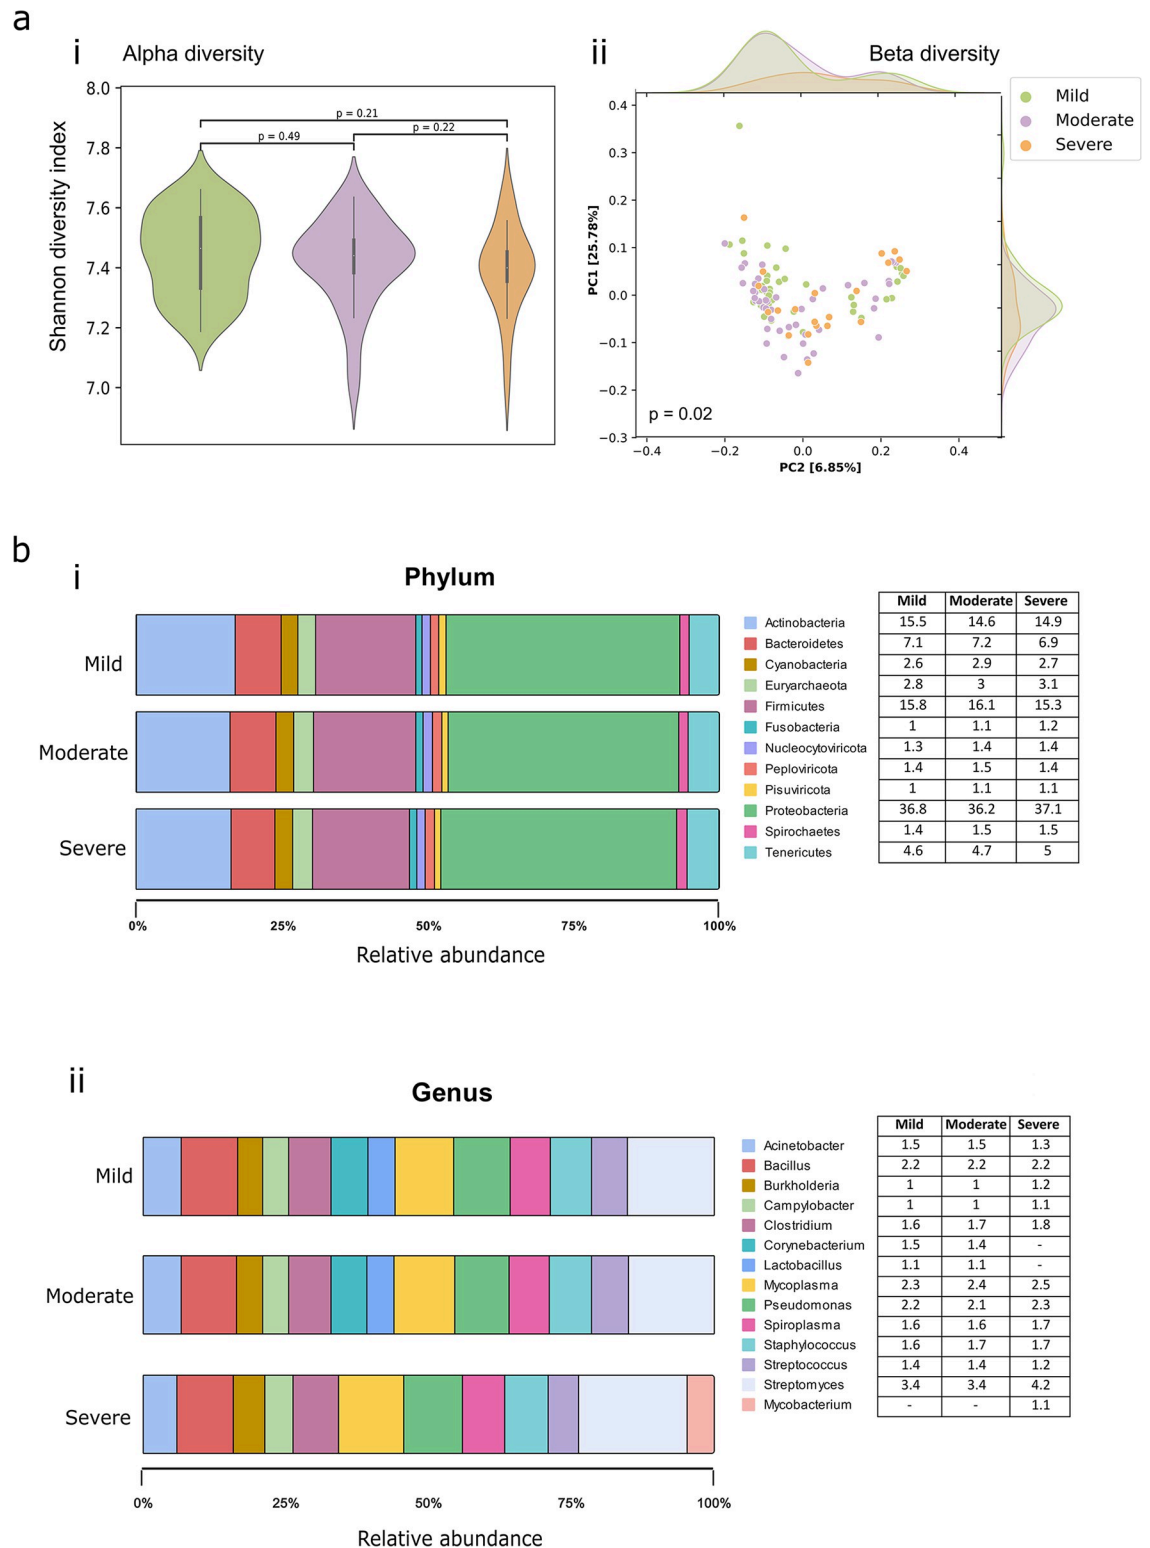 a
i Alpha diversity
8.0
7.8
7.6
7.4
7.2
7.0
Shannon diversity index
p = 0.21
p = 0.49
p = 0.22
ii Beta diversity
Mild
Moderate
Severe
0.4
0.3
0.2
0.1
0.0
−0.1
−0.2
−0.3
PC1 [25.78%]
p = 0.02
−0.4 −0.2 0.0 0.2 0.4
PC2 [6.85%]
b
i Phylum
Mild
Moderate
Severe
0% 25% 50% 75% 100%
Relative abundance
Mild Moderate Severe
Actinobacteria 15.5 14.6 14.9
Bacteroidetes 7.1 7.2 6.9
Cyanobacteria 2.6 2.9 2.7
Euryarchaeota 2.8 3 3.1
Firmicutes 15.8 16.1 15.3
Fusobacteria 1 1.1 1.2
Nucleocytoviricota 1.3 1.4 1.4
Peploviricota 1.4 1.5 1.4
Pisuviricota 1 1.1 1.1
Proteobacteria 36.8 36.2 37.1
Spirochaetes 1.4 1.5 1.5
Tenericutes 4.6 4.7 5
ii Genus
Mild
Moderate
Severe
0% 25% 50% 75% 100%
Relative abundance
Mild Moderate Severe
Acinetobacter 1.5 1.5 1.3
Bacillus 2.2 2.2 2.2
Burkholderia 1 1 1.2
Campylobacter 1 1 1.1
Clostridium 1.6 1.7 1.8
Corynebacterium 1.5 1.4 -
Lactobacillus 1.1 1.1 -
Mycoplasma 2.3 2.4 2.5
Pseudomonas 2.2 2.1 2.3
Spiroplasma 1.6 1.6 1.7
Staphylococcus 1.6 1.7 1.7
Streptococcus 1.4 1.4 1.2
Streptomyces 3.4 3.4 4.2
Mycobacterium - - 1.1